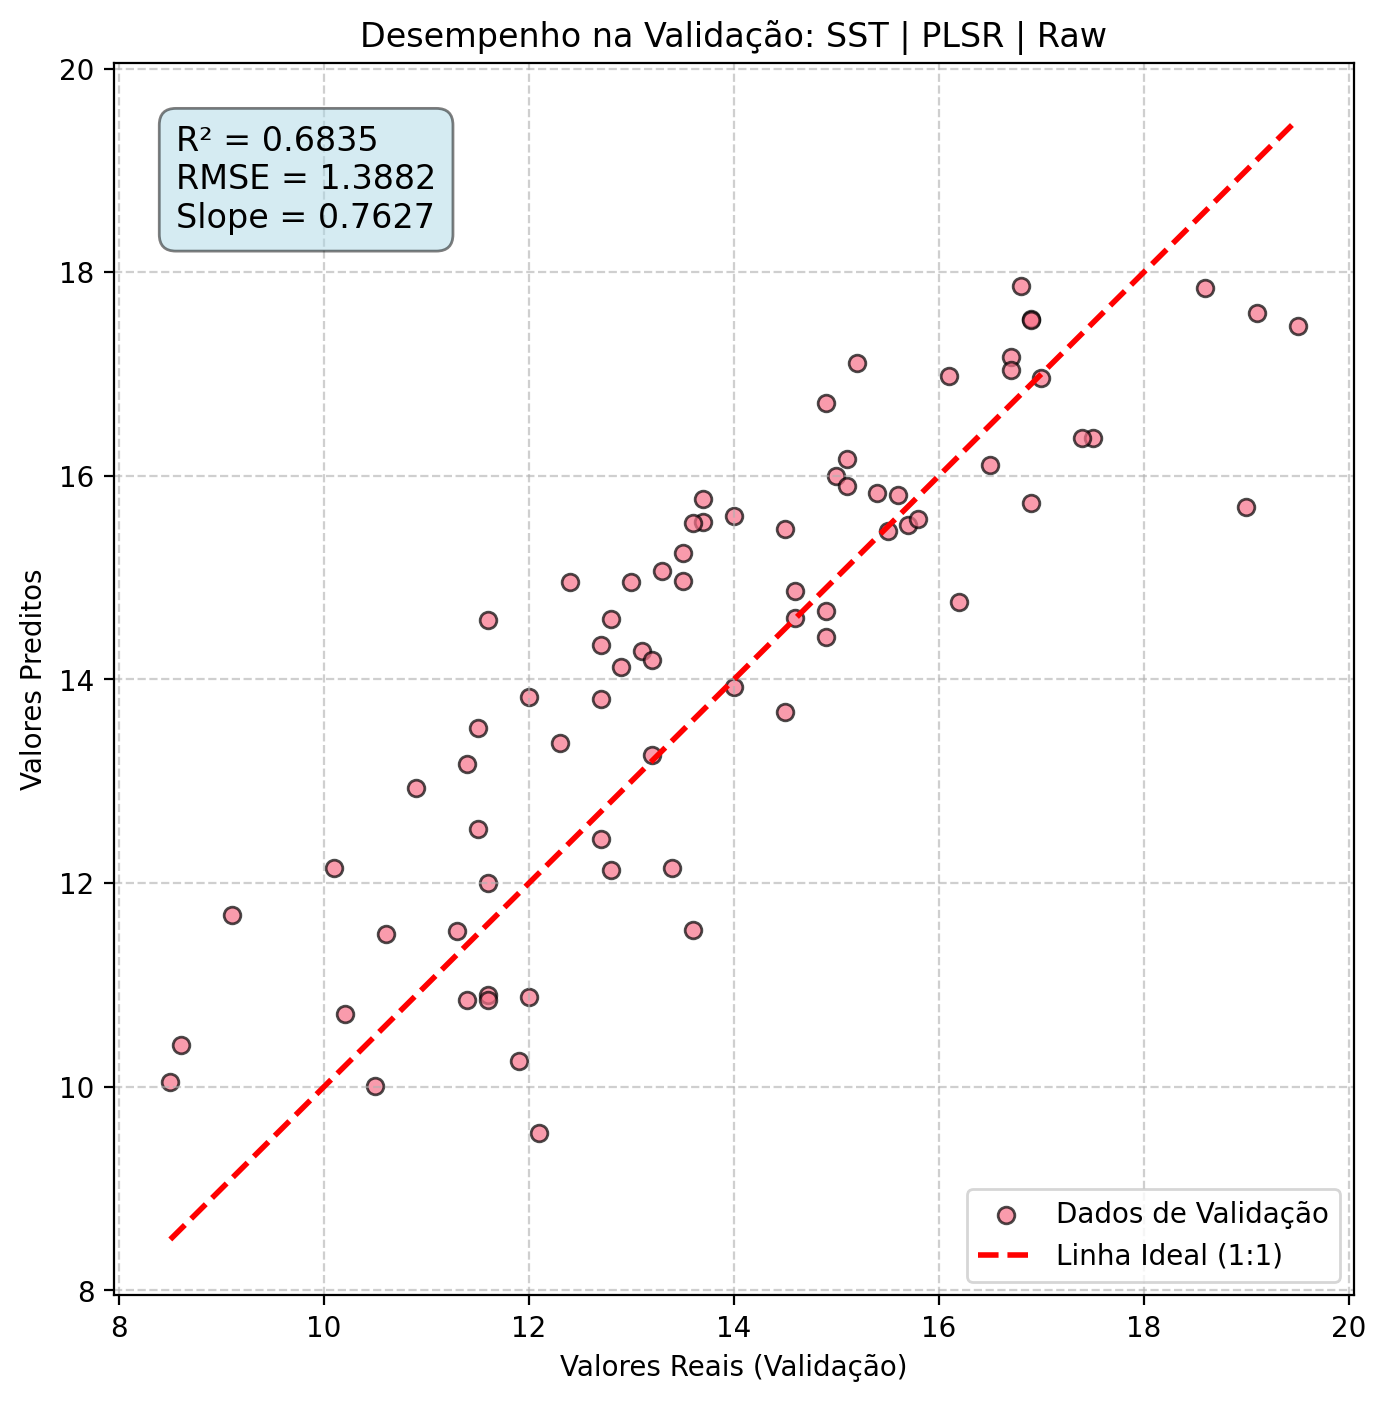 Desempenho na Validação: SST | PLSR | Raw
R² = 0.6835
RMSE = 1.3882
Slope = 0.7627
20
18
16
14
12
10
8
Valores Preditos
8 10 12 14 16 18 20
Valores Reais (Validação)
Dados de Validação
Linha Ideal (1:1)